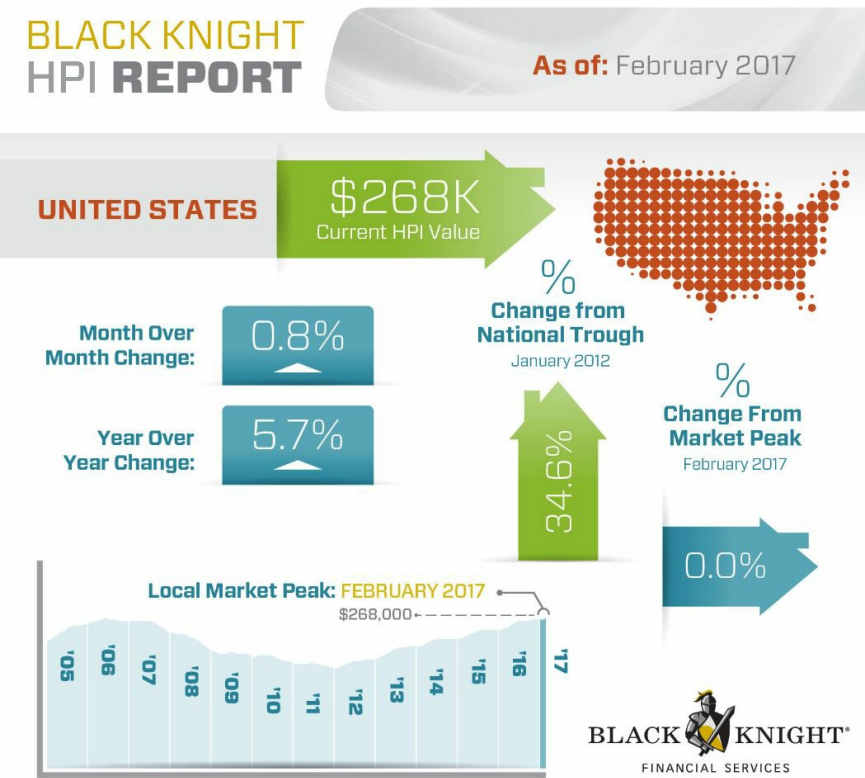 BLACK KNIGHT
HPI REPORT
As of: February 2017
UNITED STATES
$268K
Current HPI Value
Month Over
Month Change:
0.8%
Year Over
Year Change:
5.7%
%
Change from
National Trough
January 2012
34.6%
%
Change From
Market Peak
February 2017
0.0%
Local Market Peak: FEBRUARY 2017
$268,000
'05
'06
'07
'08
'09
'10
'11
'12
'13
'14
'15
'16
'17
BLACK KNIGHT®
FINANCIAL SERVICES